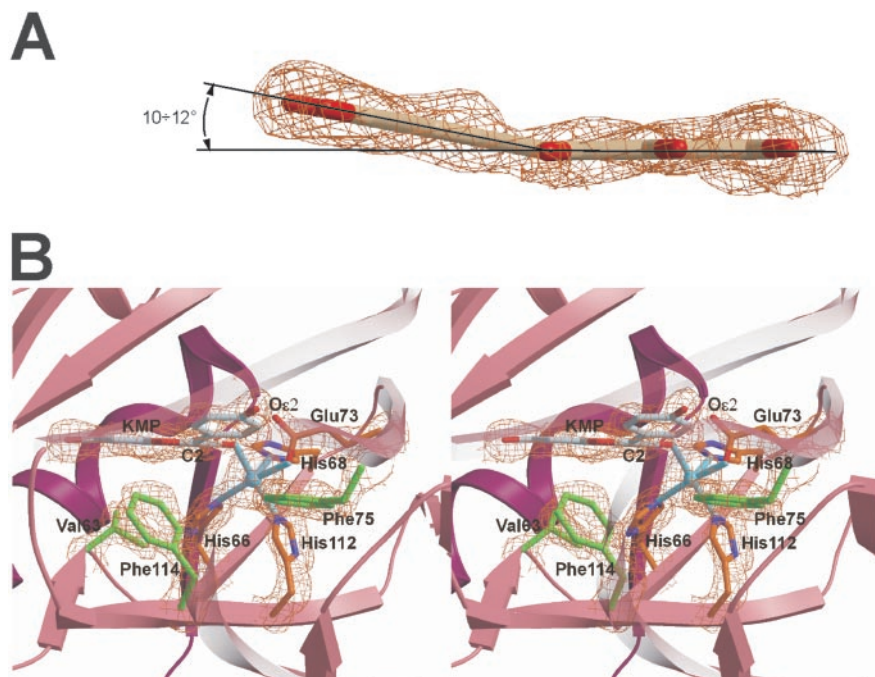 A
10÷12°
B
Oε2
KMP
Glu73
C2
His68
Val63
His66
Phe75
Phe114
His112
Oε2
KMP
Glu73
C2
His68
Val63
His66
Phe75
Phe114
His112